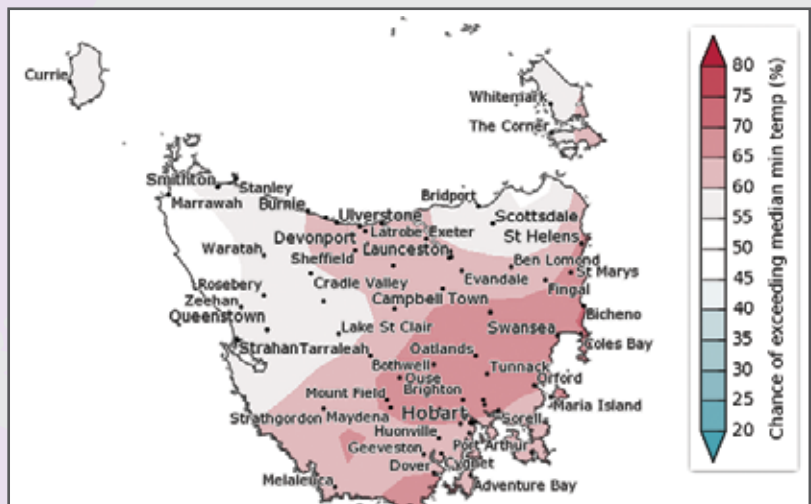 Currie
Whitemark
The Corner
Smithton
Stanley
Marrawah
Burnie
Bridport
Ulverstone
Scottsdale
Latrobe
Exeter
Devonport
St Helens
Waratah
Launceston
Sheffield
Ben Lomond
St Marys
Evandale
Rosebery
Cradle Valley
Fingal
Zeehan
Campbell Town
Queenstown
Bicheno
Lake St Clair
Swansea
Strahan
Tarraleah
Oatlands
Coles Bay
Bothwell
Tunnack
Ouse
Orford
Mount Field
Brighton
Maria Island
Strathgordon
Maydena
Hobart
Sorell
Huonville
Geeveston
Port Arthur
Dover
Cygnet
Melaleuca
Adventure Bay
80
75
70
65
60
55
50
45
40
35
30
25
20
Chance of exceeding median min temp (%)